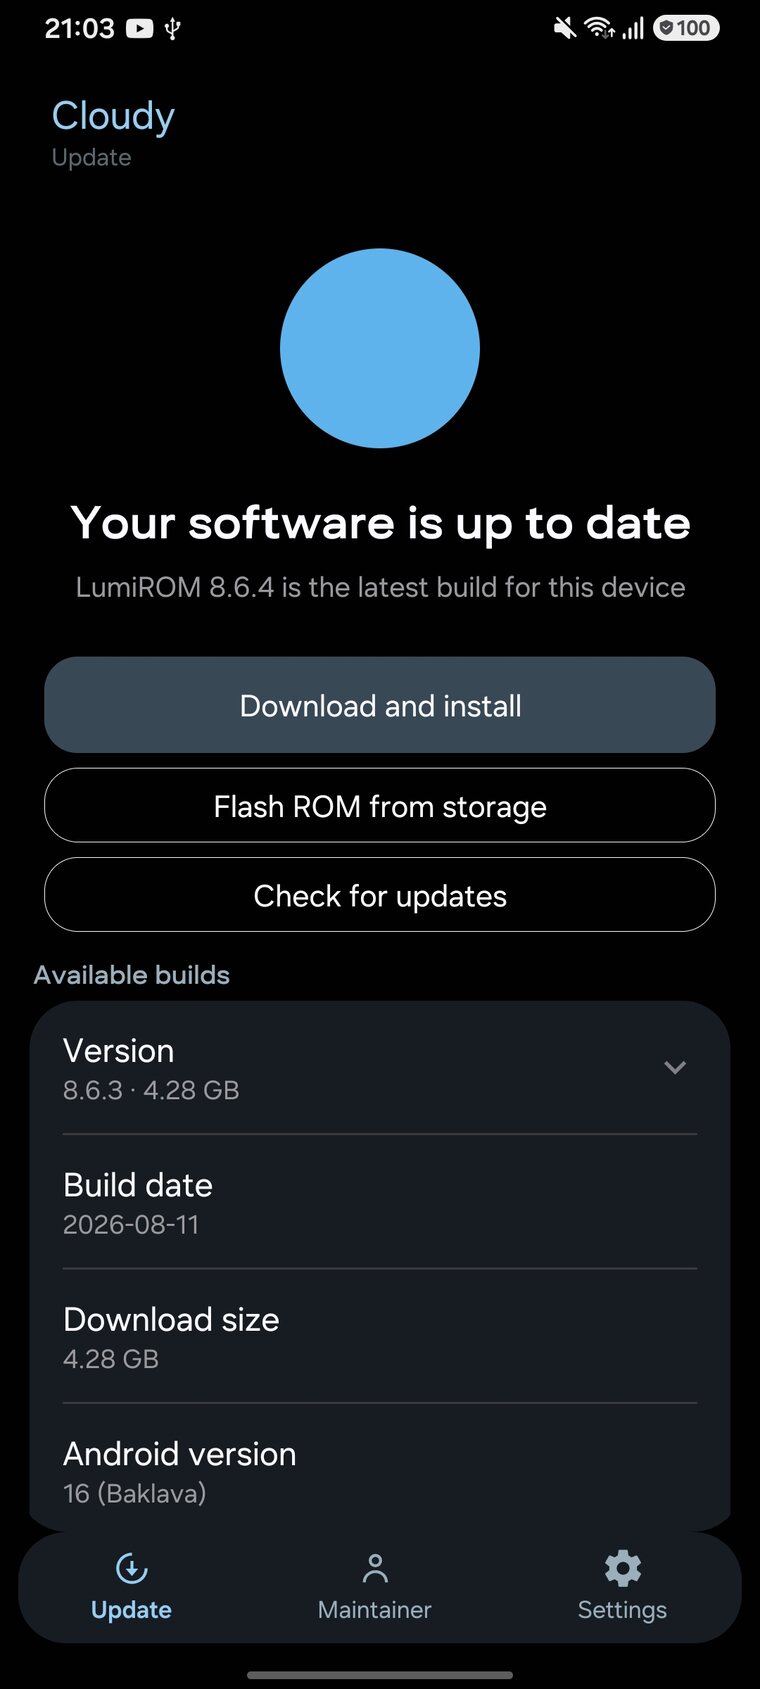 21:03
100
Cloudy
Update
Your software is up to date
LumiROM 8.6.4 is the latest build for this device
Download and install
Flash ROM from storage
Check for updates
Available builds
Version
8.6.3 · 4.28 GB
Build date
2026-08-11
Download size
4.28 GB
Android version
16 (Baklava)
Update
Maintainer
Settings